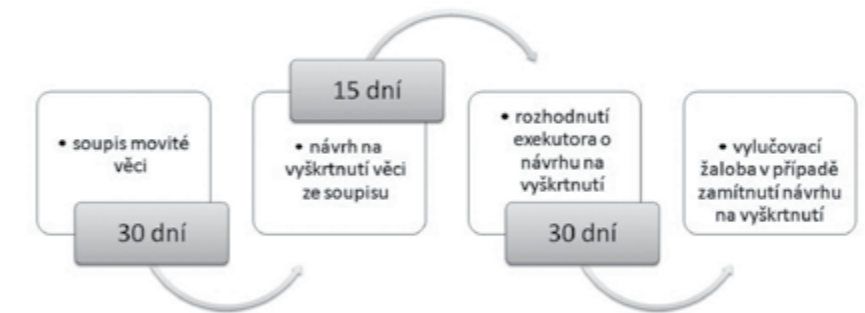 • soupis movité
věci
30 dní
15 dní
• návrh na
vyškrtnutí věci
ze soupisu
• rozhodnutí
exekutora o
návrhu na
vyškrtnutí
30 dní
• vylučovací
žaloba v případě
zamítnutí návrhu
na vyškrtnutí